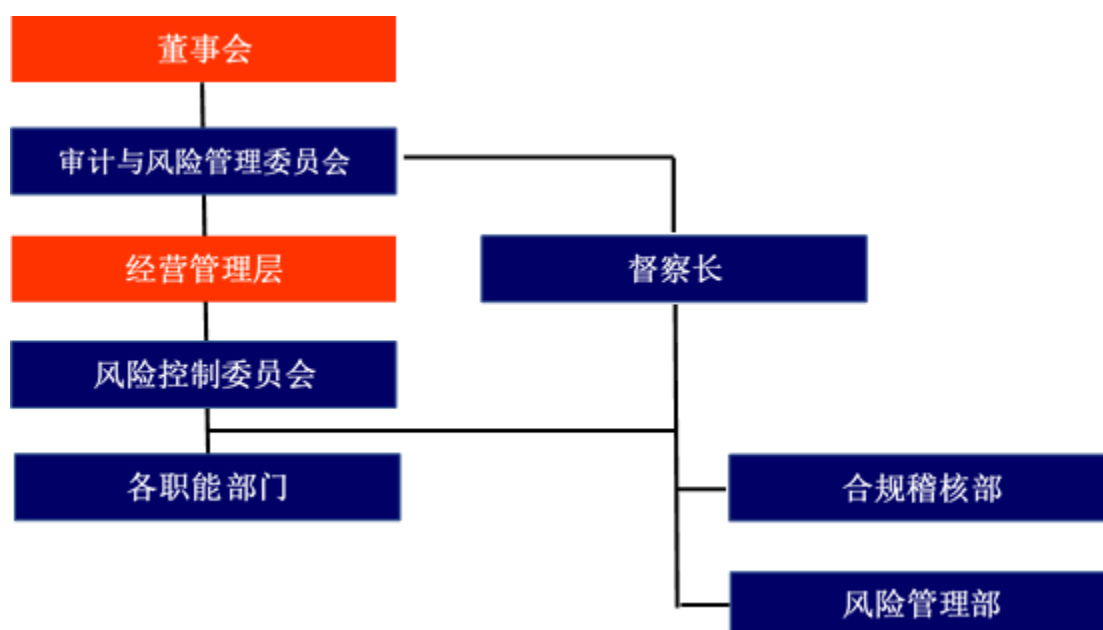 董事会
审计与风险管理委员会
经营管理层
督察长
风险控制委员会
各职能部门
合规稽核部
风险管理部